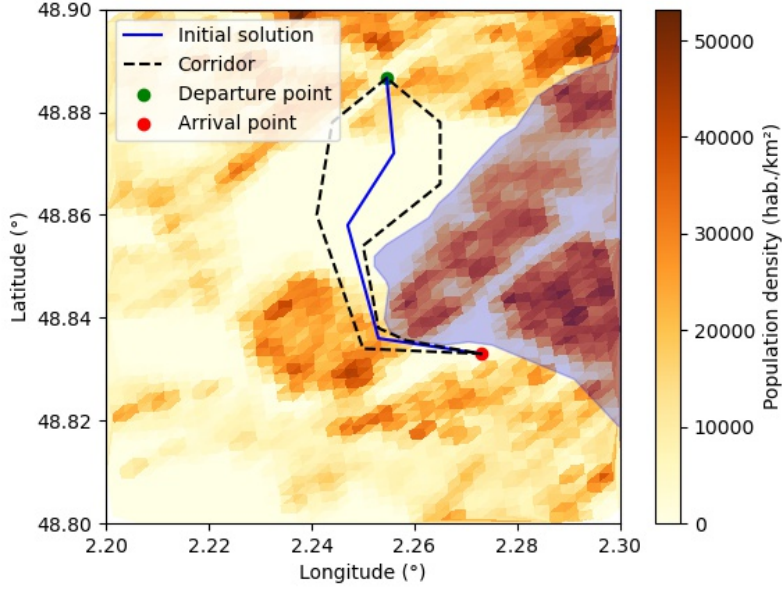 48.90
48.88
48.86
48.84
48.82
48.80
Latitude (°)
2.20
2.22
2.24
2.26
2.28
2.30
Longitude (°)
Initial solution
Corridor
Departure point
Arrival point
50000
40000
30000
20000
10000
0
Population density (hab./km²)